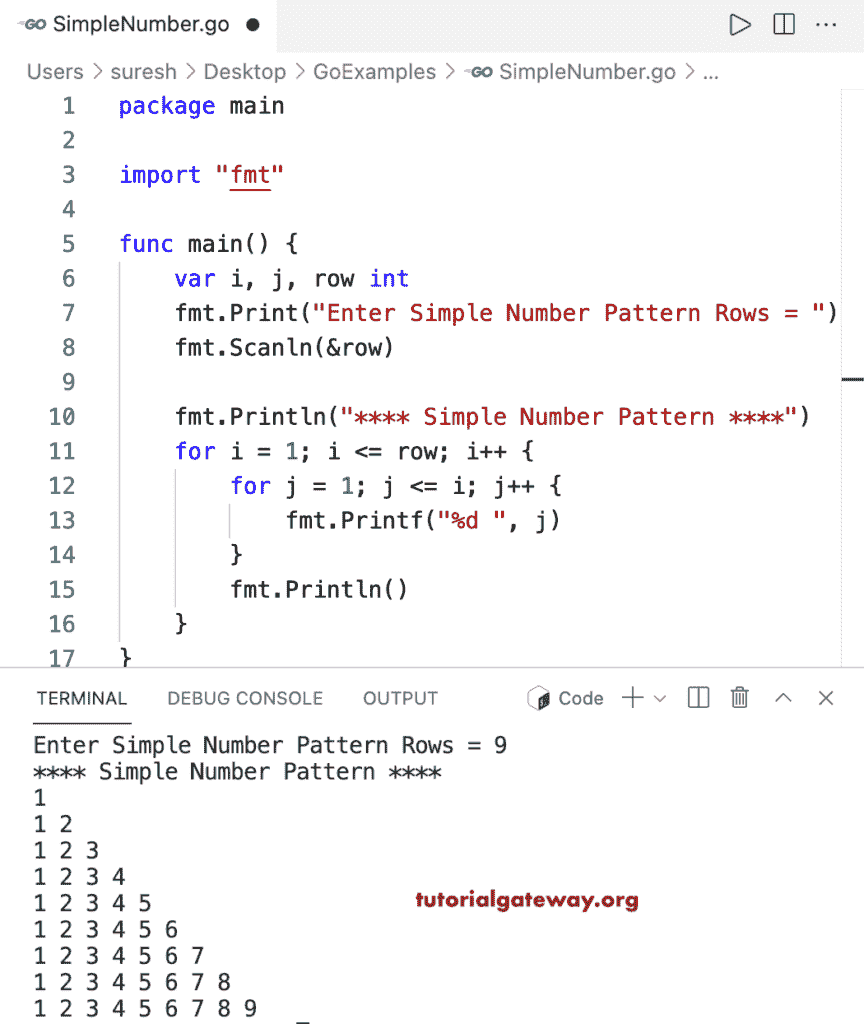 GO SimpleNumber.go ●
Users > suresh > Desktop > GoExamples > GO SimpleNumber.go > ...
1 package main
2
3 import "fmt"
4
5 func main() {
6     var i, j, row int
7     fmt.Print("Enter Simple Number Pattern Rows = ")
8     fmt.Scanln(&row)
9
10     fmt.Println("**** Simple Number Pattern ****")
11     for i = 1; i <= row; i++ {
12         for j = 1; j <= i; j++ {
13             fmt.Printf("%d ", j)
14         }
15         fmt.Println()
16     }
17 }
TERMINAL DEBUG CONSOLE OUTPUT Code
Enter Simple Number Pattern Rows = 9
**** Simple Number Pattern ****
1
1 2
1 2 3
1 2 3 4
1 2 3 4 5
tutorialgateway.org
1 2 3 4 5 6
1 2 3 4 5 6 7
1 2 3 4 5 6 7 8
1 2 3 4 5 6 7 8 9